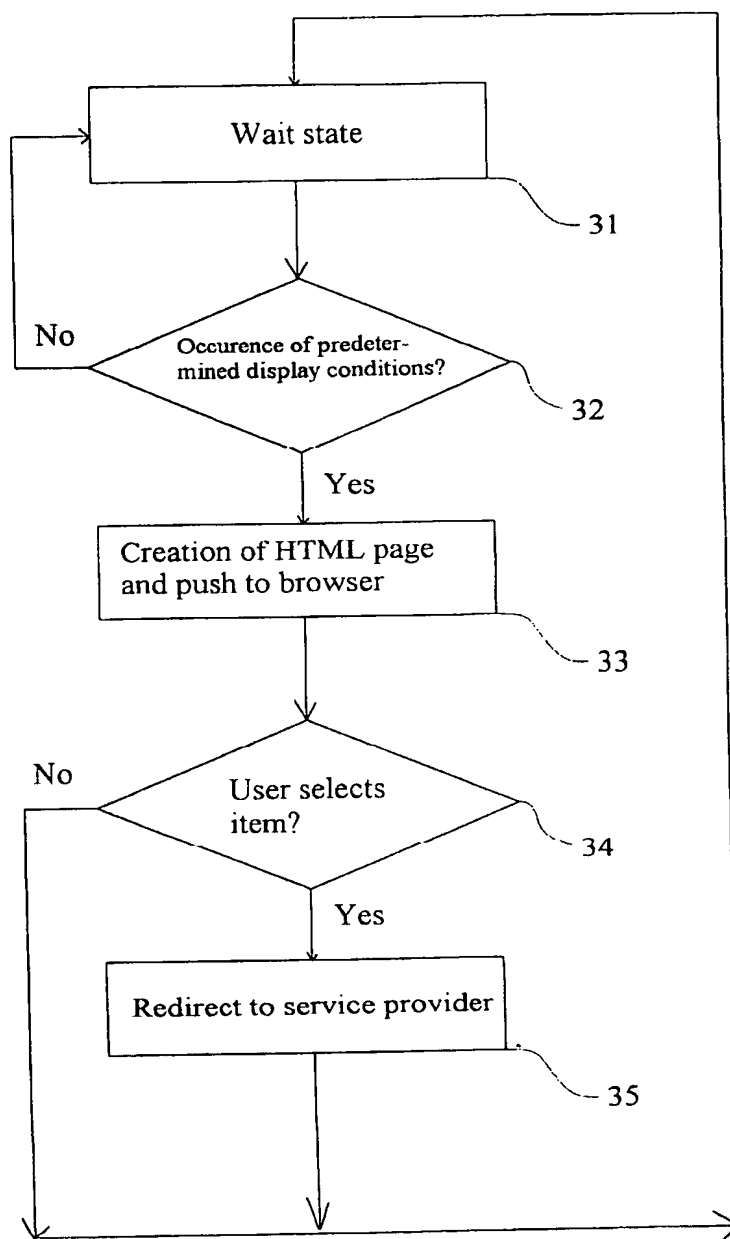 Wait state
31
No
Occurence of predeter-
mined display conditions?
32
Yes
Creation of HTML page
and push to browser
33
No
User selects
item?
34
Yes
Redirect to service provider
35